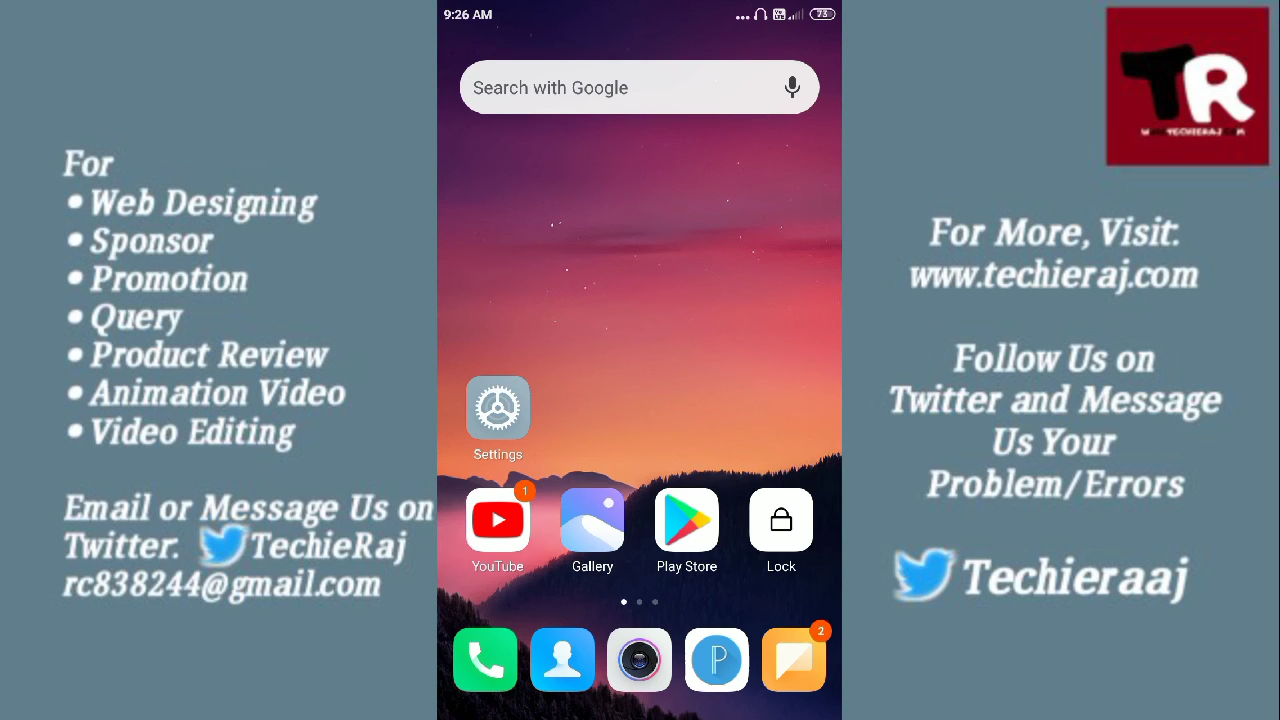 For
• Web Designing
• Sponsor
• Promotion
• Query
• Product Review
• Animation Video
• Video Editing
Email or Message Us on
Twitter. TechieRaj
rc838244@gmail.com
9:26 AM
73
Search with Google
Settings
1
YouTube
Gallery
Play Store
Lock
P
2
TR
For More, Visit:
www.techieraj.com
Follow Us on
Twitter and Message
Us Your
Problem/Errors
Techieraaj